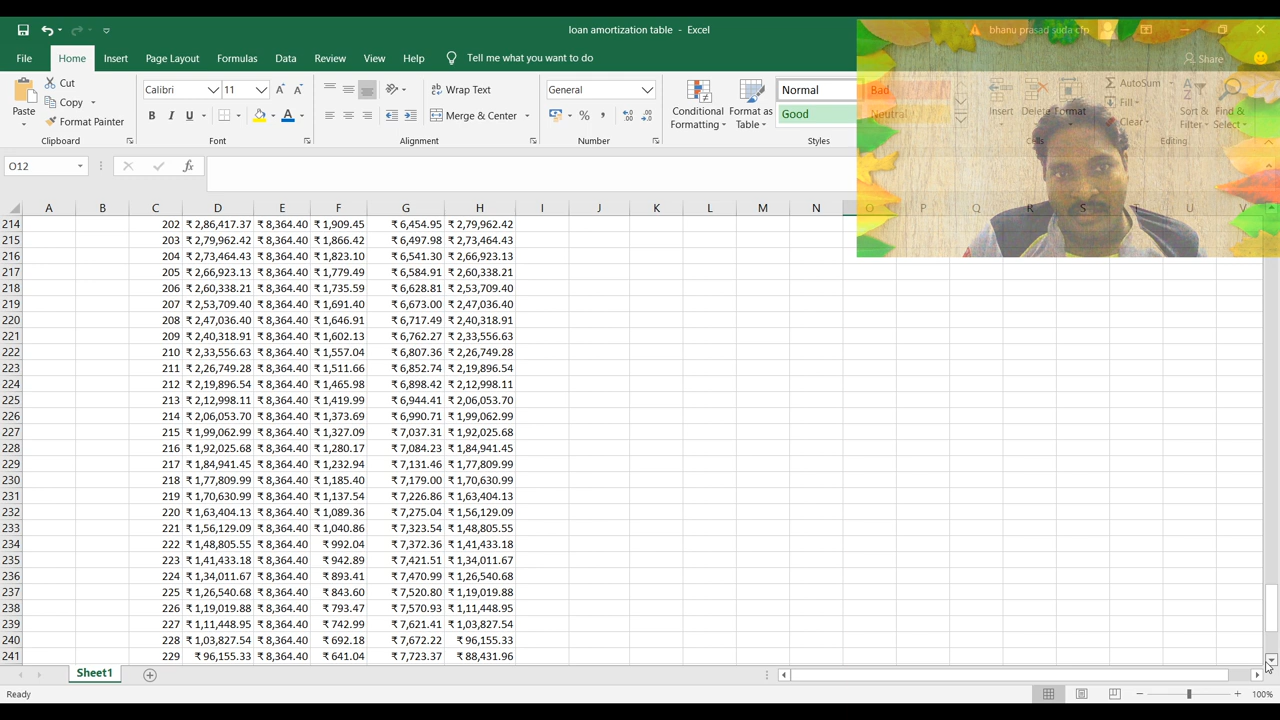 loan amortization table - Excel
bhanu prasad suda cfp
File Home Insert Page Layout Formulas Data Review View Help Tell me what you want to do Share
Cut
Copy
Format Painter
Paste
Clipboard
Calibri 11
B I U
Font
Wrap Text
Merge & Center
Alignment
General
Number
Conditional Formatting
Format as Table
Normal Bad
Good Neutral
Styles
Insert Delete Format
Cells
AutoSum
Fill
Clear
Sort & Filter
Find & Select
Editing
O12 fx
A B C D E F G H I J K L M N O P Q R S T U V
214 202 ₹ 2,86,417.37 ₹ 8,364.40 ₹ 1,909.45 ₹ 6,454.95 ₹ 2,79,962.42
215 203 ₹ 2,79,962.42 ₹ 8,364.40 ₹ 1,866.42 ₹ 6,497.98 ₹ 2,73,464.43
216 204 ₹ 2,73,464.43 ₹ 8,364.40 ₹ 1,823.10 ₹ 6,541.30 ₹ 2,66,923.13
217 205 ₹ 2,66,923.13 ₹ 8,364.40 ₹ 1,779.49 ₹ 6,584.91 ₹ 2,60,338.21
218 206 ₹ 2,60,338.21 ₹ 8,364.40 ₹ 1,735.59 ₹ 6,628.81 ₹ 2,53,709.40
219 207 ₹ 2,53,709.40 ₹ 8,364.40 ₹ 1,691.40 ₹ 6,673.00 ₹ 2,47,036.40
220 208 ₹ 2,47,036.40 ₹ 8,364.40 ₹ 1,646.91 ₹ 6,717.49 ₹ 2,40,318.91
221 209 ₹ 2,40,318.91 ₹ 8,364.40 ₹ 1,602.13 ₹ 6,762.27 ₹ 2,33,556.63
222 210 ₹ 2,33,556.63 ₹ 8,364.40 ₹ 1,557.04 ₹ 6,807.36 ₹ 2,26,749.28
223 211 ₹ 2,26,749.28 ₹ 8,364.40 ₹ 1,511.66 ₹ 6,852.74 ₹ 2,19,896.54
224 212 ₹ 2,19,896.54 ₹ 8,364.40 ₹ 1,465.98 ₹ 6,898.42 ₹ 2,12,998.11
225 213 ₹ 2,12,998.11 ₹ 8,364.40 ₹ 1,419.99 ₹ 6,944.41 ₹ 2,06,053.70
226 214 ₹ 2,06,053.70 ₹ 8,364.40 ₹ 1,373.69 ₹ 6,990.71 ₹ 1,99,062.99
227 215 ₹ 1,99,062.99 ₹ 8,364.40 ₹ 1,327.09 ₹ 7,037.31 ₹ 1,92,025.68
228 216 ₹ 1,92,025.68 ₹ 8,364.40 ₹ 1,280.17 ₹ 7,084.23 ₹ 1,84,941.45
229 217 ₹ 1,84,941.45 ₹ 8,364.40 ₹ 1,232.94 ₹ 7,131.46 ₹ 1,77,809.99
230 218 ₹ 1,77,809.99 ₹ 8,364.40 ₹ 1,185.40 ₹ 7,179.00 ₹ 1,70,630.99
231 219 ₹ 1,70,630.99 ₹ 8,364.40 ₹ 1,137.54 ₹ 7,226.86 ₹ 1,63,404.13
232 220 ₹ 1,63,404.13 ₹ 8,364.40 ₹ 1,089.36 ₹ 7,275.04 ₹ 1,56,129.09
233 221 ₹ 1,56,129.09 ₹ 8,364.40 ₹ 1,040.86 ₹ 7,323.54 ₹ 1,48,805.55
234 222 ₹ 1,48,805.55 ₹ 8,364.40 ₹ 992.04 ₹ 7,372.36 ₹ 1,41,433.18
235 223 ₹ 1,41,433.18 ₹ 8,364.40 ₹ 942.89 ₹ 7,421.51 ₹ 1,34,011.67
236 224 ₹ 1,34,011.67 ₹ 8,364.40 ₹ 893.41 ₹ 7,470.99 ₹ 1,26,540.68
237 225 ₹ 1,26,540.68 ₹ 8,364.40 ₹ 843.60 ₹ 7,520.80 ₹ 1,19,019.88
238 226 ₹ 1,19,019.88 ₹ 8,364.40 ₹ 793.47 ₹ 7,570.93 ₹ 1,11,448.95
239 227 ₹ 1,11,448.95 ₹ 8,364.40 ₹ 742.99 ₹ 7,621.41 ₹ 1,03,827.54
240 228 ₹ 1,03,827.54 ₹ 8,364.40 ₹ 692.18 ₹ 7,672.22 ₹ 96,155.33
241 229 ₹ 96,155.33 ₹ 8,364.40 ₹ 641.04 ₹ 7,723.37 ₹ 88,431.96
Sheet1
Ready 100%